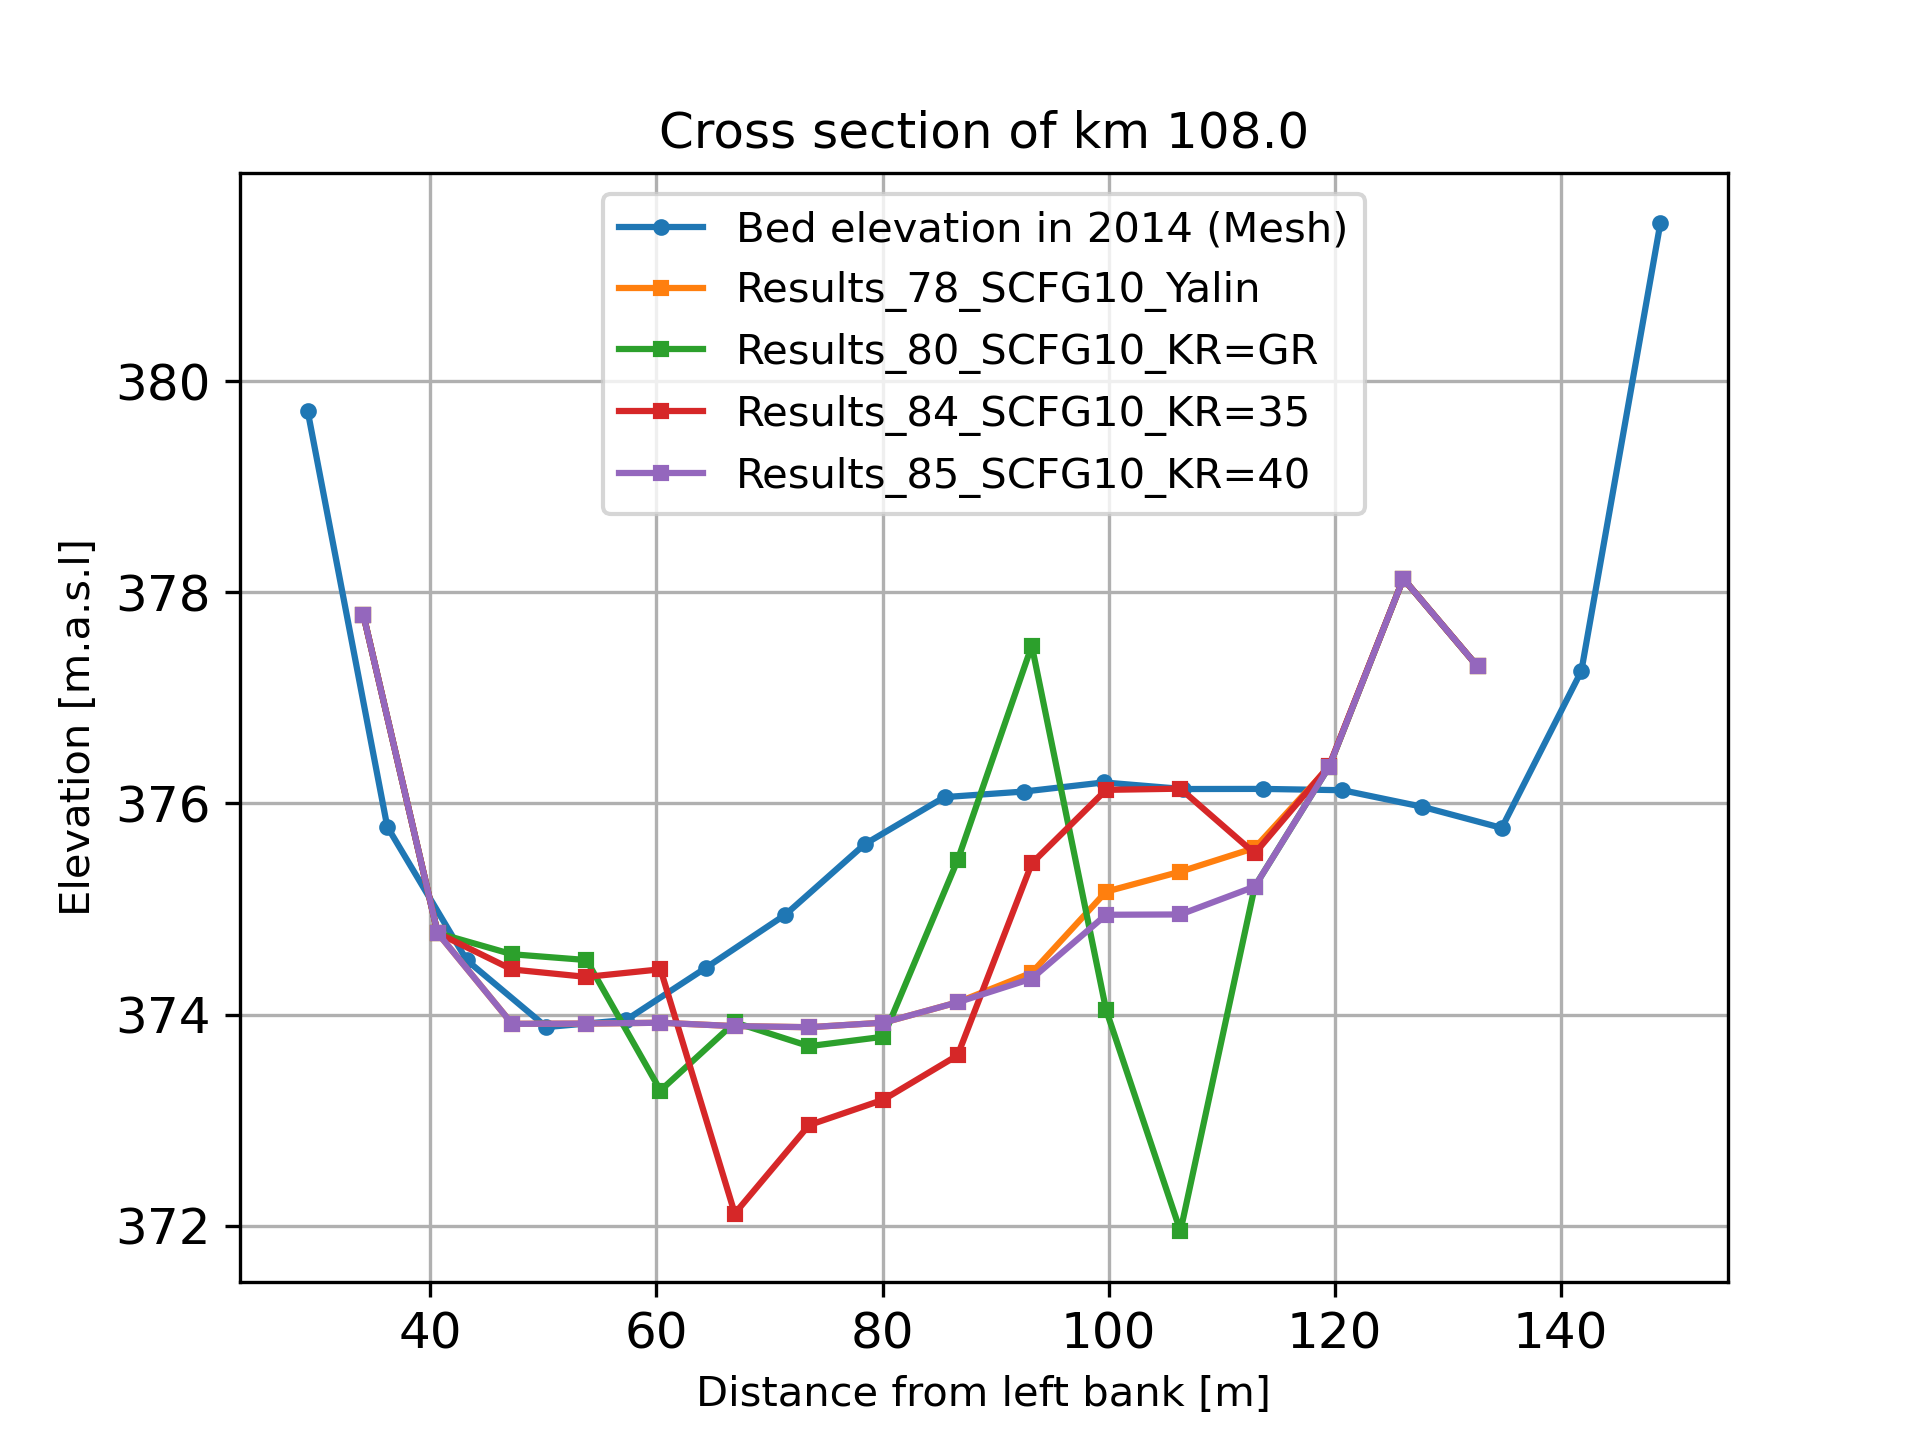 Cross section of km 108.0
Bed elevation in 2014 (Mesh)
Results_78_SCFG10_Yalin
Results_80_SCFG10_KR=GR
Results_84_SCFG10_KR=35
Results_85_SCFG10_KR=40
Elevation [m.a.s.l]
380
378
376
374
372
40 60 80 100 120 140
Distance from left bank [m]